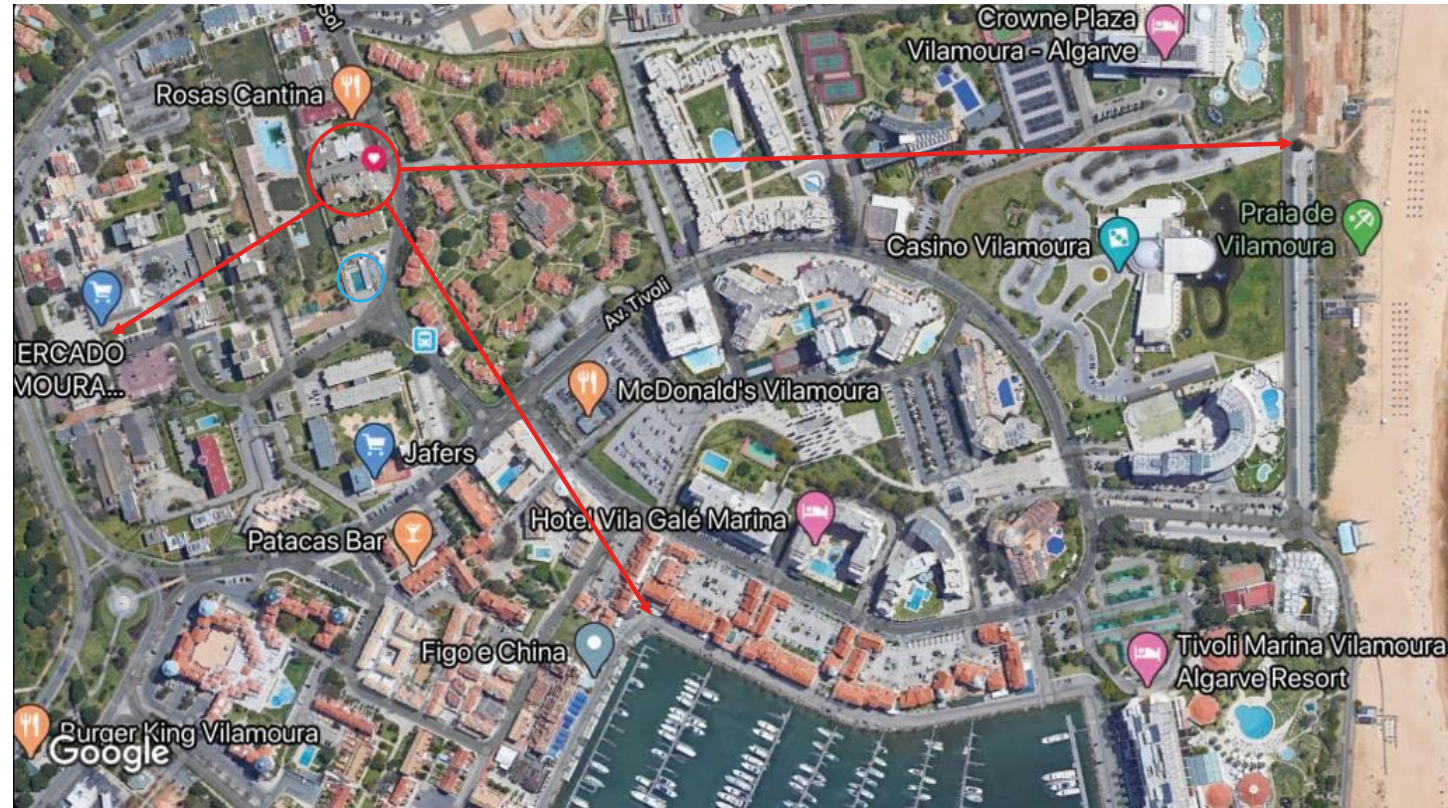 Sol
Crowne Plaza
Vilamoura - Algarve
Rosas Cantina
Praia de
Vilamoura
Casino Vilamoura
Av. Tivoli
ERCADO
MOURA...
McDonald's Vilamoura
Jafers
Hotel Vila Galé Marina
Patacas Bar
Figo e China
Tivoli Marina Vilamoura
Algarve Resort
Burger King Vilamoura
Google